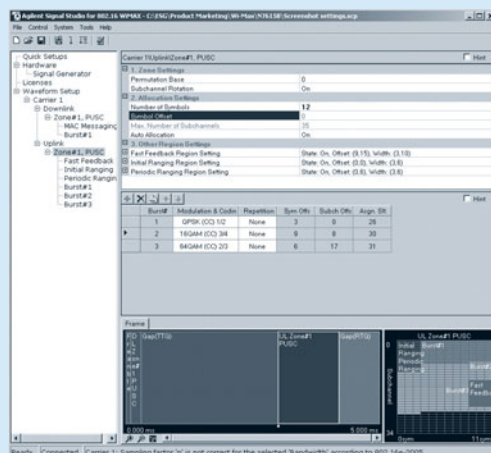 Agilent Signal Studio for 802.16 WiMAX - C:\ESG\Product Marketing\Wi-Max\N7615B\Screenshot settings.scp
File Control System Tools Help
Quick Setups
Hardware
Signal Generator
Licenses
Waveform Setup
Carrier 1
Downlink
Zone#1, PUSC
MAC Messaging
Burst#1
Uplink
Zone#1, PUSC
Fast Feedback
Initial Ranging
Periodic Rangin
Burst#1
Burst#2
Burst#3
Carrier 1\Uplink\Zone#1, PUSC
Hint
1. Zone Settings
Permutation Base 0
Subchannel Rotation On
2. Allocation Settings
Number of Symbols 12
Symbol Offset 0
Max. Number of Subchannels 35
Auto Allocation On
3. Other Region Settings
Fast Feedback Region Setting State: On, Offset: (9,15), Width: (3,10)
Initial Ranging Region Setting State: On, Offset: (0,0), Width: (3,6)
Periodic Ranging Region Setting State: On, Offset: (0,8), Width: (3,6)
Hint
Burst# Modulation & Codin Repetition Sym Offs Subch Offs Asgn. Slt
1 QPSK (CC) 1/2 None 3 0 26
2 16QAM (CC) 3/4 None 9 8 30
3 64QAM (CC) 2/3 None 6 17 31
Frame
Gap(TTG)
UL Zone#1
PUSC
Gap(RTG)
0.000 ms
5.000 ms
UL Zone#1 PUSC
Subchannel
0
34
Initial
Ranging
Periodic
Ranging
Burst#1
Burst#
Burst#3
Fast
Feedb
0sym
11sym
Ready Connected Carrier 1: Sampling factor 'n' is not correct for the selected 'Bandwidth' according to 802.16e-2005